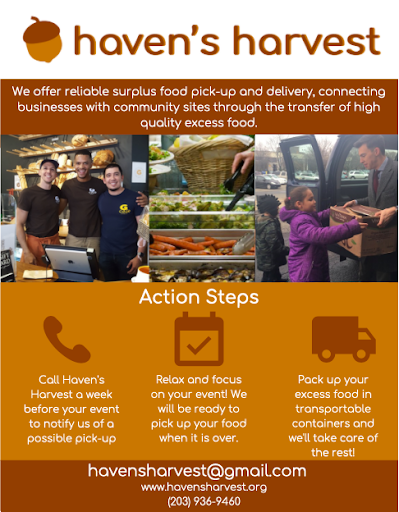 haven's harvest
We offer reliable surplus food pick-up and delivery, connecting
businesses with community sites through the transfer of high
quality excess food.
Action Steps
Call Haven's
Harvest a week
before your event
to notify us of a
possible pick-up
Relax and focus
on your event! We
will be ready to
pick up your food
when it is over.
Pack up your
excess food in
transportable
containers and
we'll take care of
the rest!
havensharvest@gmail.com
www.havensharvest.org
(203) 936-9460